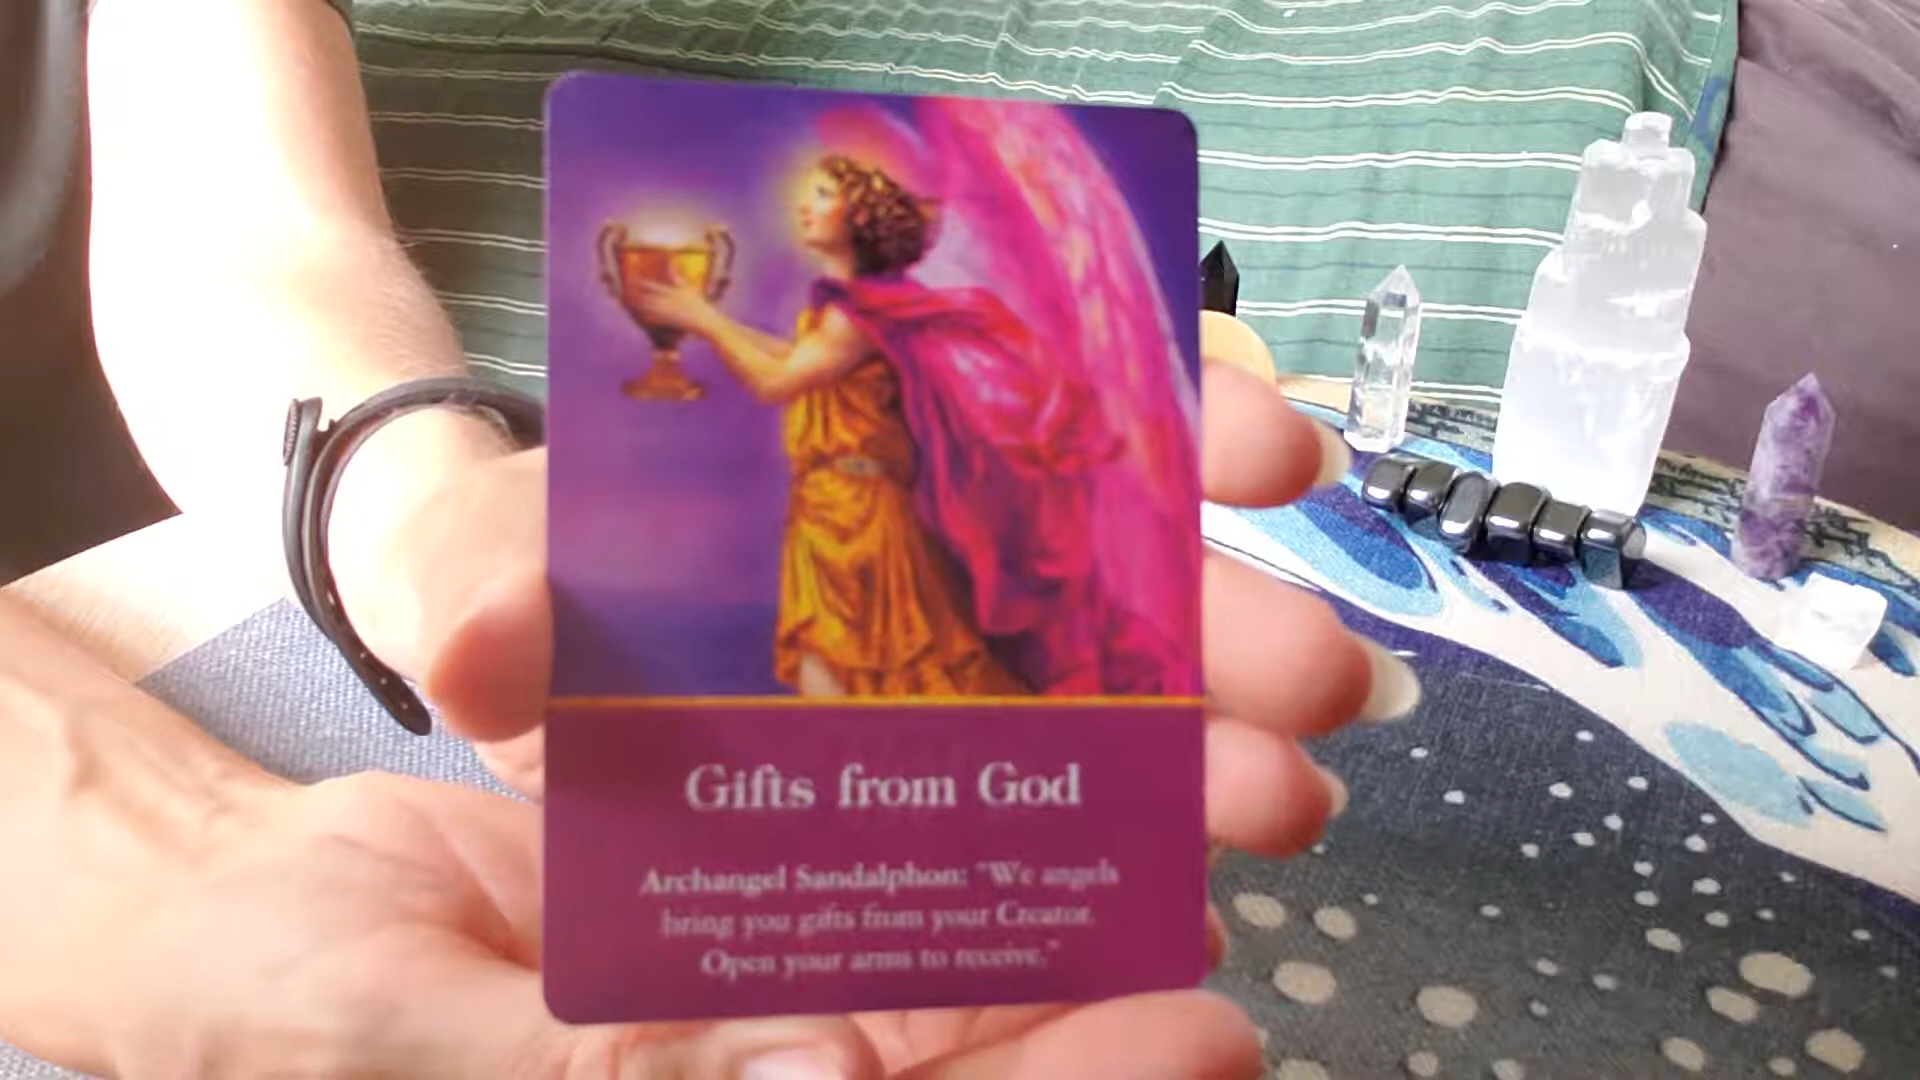 Gifts from God
Archangel Sandalphon: "We angels
bring you gifts from your Creator.
Open your arms to receive."